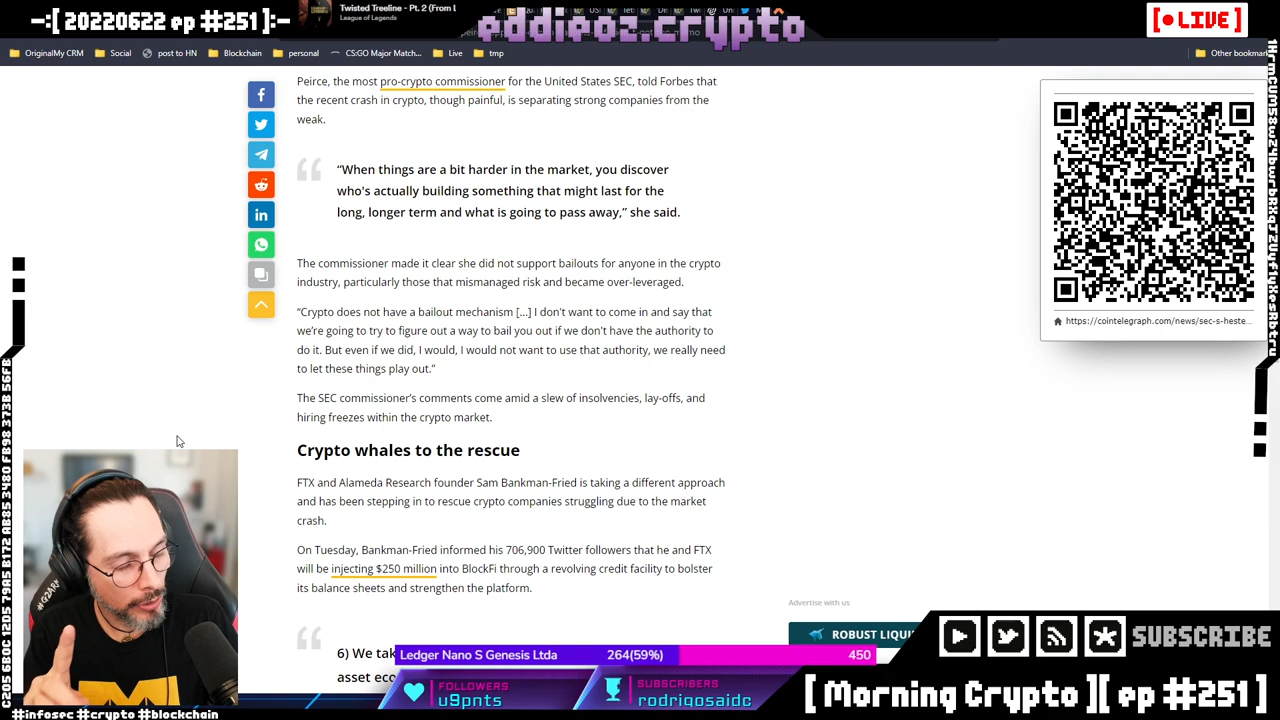 -:[ 20220622 ep #251 ]:-
Twisted Treeline - Pt. 2 (From L
League of Legends
eddieoz.crypto
[ LIVE ]
OriginalMy CRM
Social
post to HN
Blockchain
personal
CS:GO Major Match...
Live
tmp
Other bookmar
Peirce, the most pro-crypto commissioner for the United States SEC, told Forbes that
the recent crash in crypto, though painful, is separating strong companies from the
weak.
“When things are a bit harder in the market, you discover
who's actually building something that might last for the
long, longer term and what is going to pass away,” she said.
https://cointelegraph.com/news/sec-s-heste...
The commissioner made it clear she did not support bailouts for anyone in the crypto
industry, particularly those that mismanaged risk and became over-leveraged.
“Crypto does not have a bailout mechanism [...] I don't want to come in and say that
we’re going to try to figure out a way to bail you out if we don't have the authority to
do it. But even if we did, I would, I would not want to use that authority, we really need
to let these things play out.”
The SEC commissioner’s comments come amid a slew of insolvencies, lay-offs, and
hiring freezes within the crypto market.
Crypto whales to the rescue
FTX and Alameda Research founder Sam Bankman-Fried is taking a different approach
and has been stepping in to rescue crypto companies struggling due to the market
crash.
On Tuesday, Bankman-Fried informed his 706,900 Twitter followers that he and FTX
will be injecting $250 million into BlockFi through a revolving credit facility to bolster
its balance sheets and strengthen the platform.
Advertise with us
ROBUST LIQUI
6) We tak
asset eco
Ledger Nano S Genesis Ltda 264(59%) 450
FOLLOWERS
u9pnts
SUBSCRIBERS
rodrigosaidc
SUBSCRIBE
[ Morning Crypto ][ ep #251 ]
#infosec #crypto #blockchain